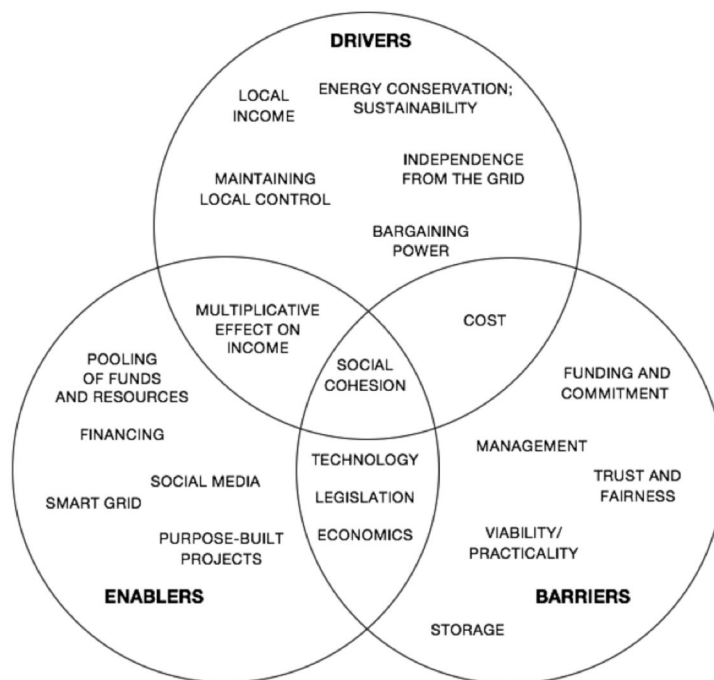 DRIVERS
LOCAL
INCOME
ENERGY CONSERVATION;
SUSTAINABILITY
MAINTAINING
LOCAL CONTROL
INDEPENDENCE
FROM THE GRID
BARGAINING
POWER
MULTIPLICATIVE
EFFECT ON
INCOME
COST
SOCIAL
COHESION
POOLING
OF FUNDS
AND RESOURCES
FINANCING
SOCIAL MEDIA
SMART GRID
PURPOSE-BUILT
PROJECTS
ENABLERS
TECHNOLOGY
LEGISLATION
ECONOMICS
FUNDING AND
COMMITMENT
MANAGEMENT
TRUST AND
FAIRNESS
VIABILITY/
PRACTICALITY
BARRIERS
STORAGE